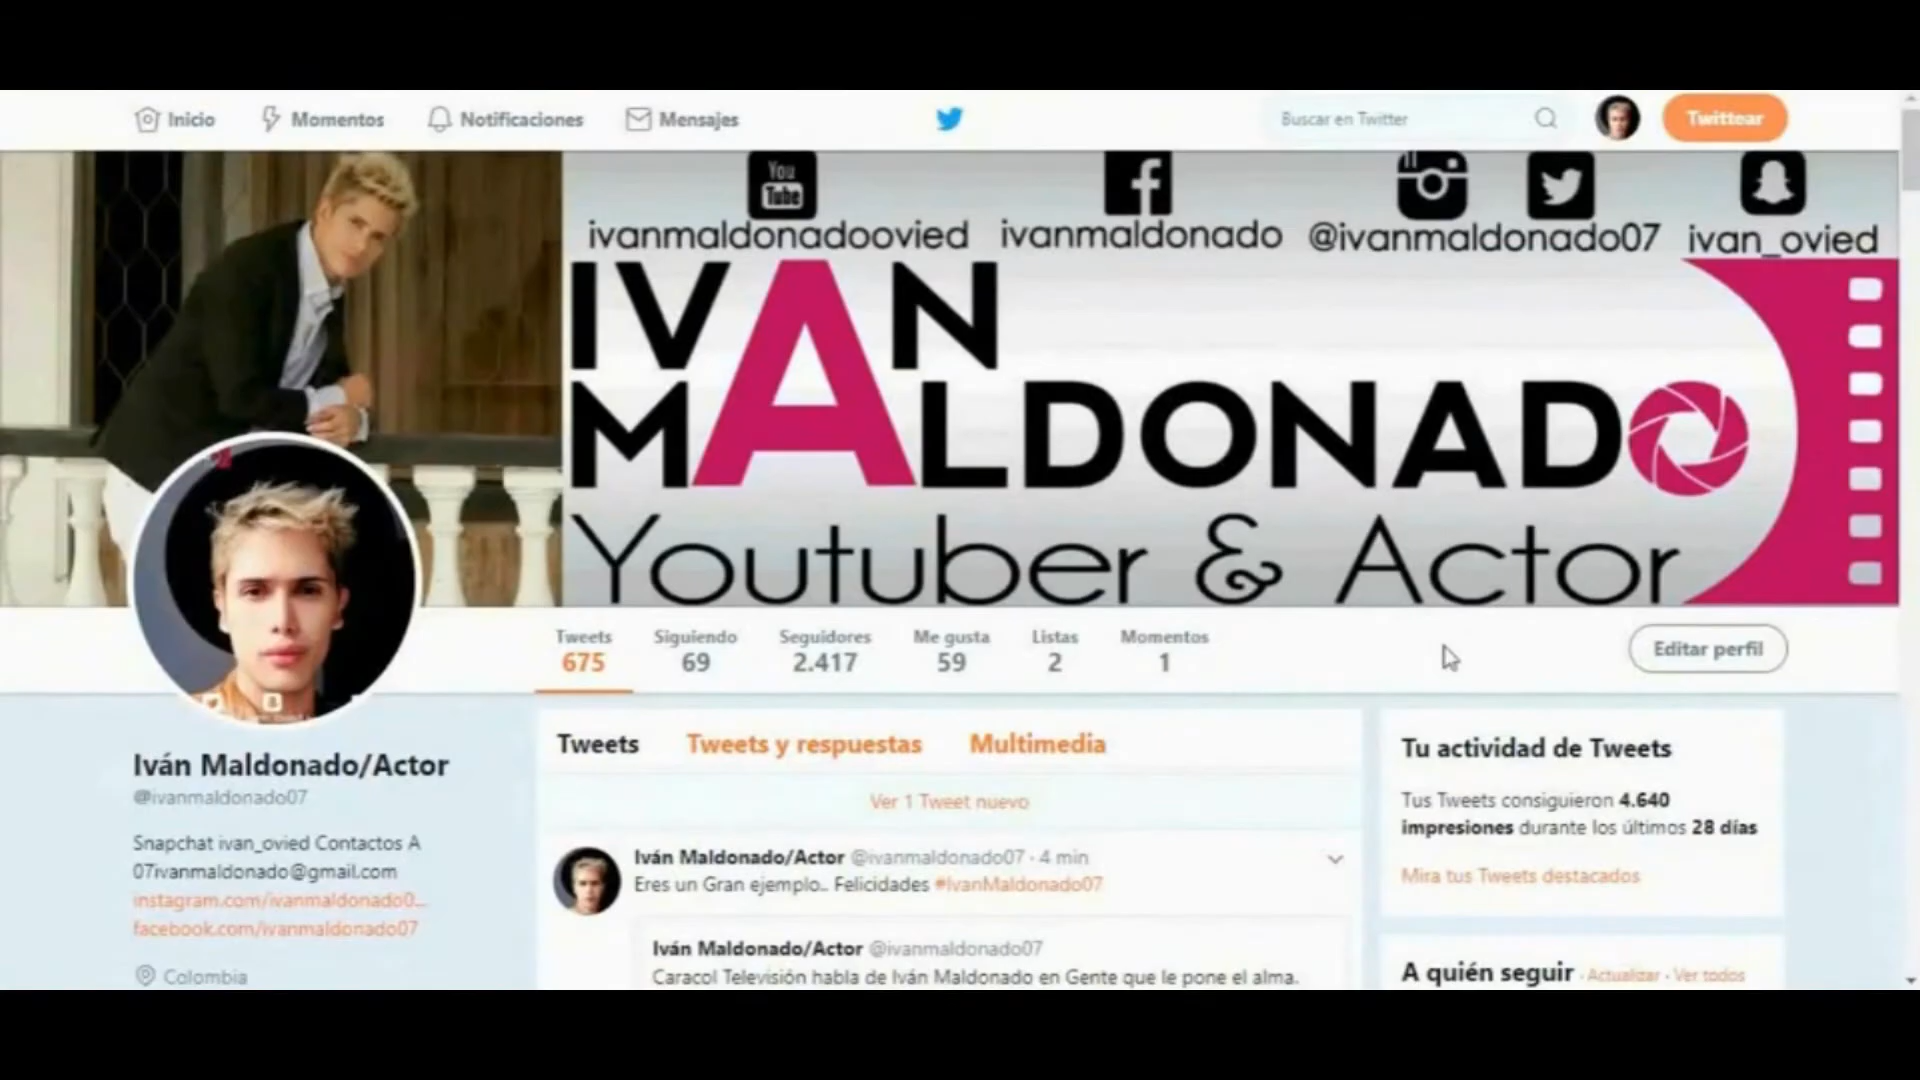 Inicio Momentos Notificaciones Mensajes Buscar en Twitter Twittear
You
Tube
ivanmaldonadoovied ivanmaldonado @ivanmaldonado07 ivan_ovied
IVAN
MALDONADO
Youtuber & Actor
Tweets Siguiendo Seguidores Me gusta Listas Momentos
675 69 2.417 59 2 1
Editar perfil
Iván Maldonado/Actor
@ivanmaldonado07
Snapchat ivan_ovied Contactos A
07ivanmaldonado@gmail.com
instagram.com/ivanmaldonado0...
facebook.com/ivanmaldonado07
Colombia
Tweets Tweets y respuestas Multimedia
Ver 1 Tweet nuevo
Iván Maldonado/Actor @ivanmaldonado07 · 4 min
Eres un Gran ejemplo.. Felicidades #IvanMaldonado07
Iván Maldonado/Actor @ivanmaldonado07
Caracol Televisión habla de Iván Maldonado en Gente que le pone el alma.
Tu actividad de Tweets
Tus Tweets consiguieron 4.640
impresiones durante los últimos 28 días
Mira tus Tweets destacados
A quién seguir · Actualizar · Ver todos